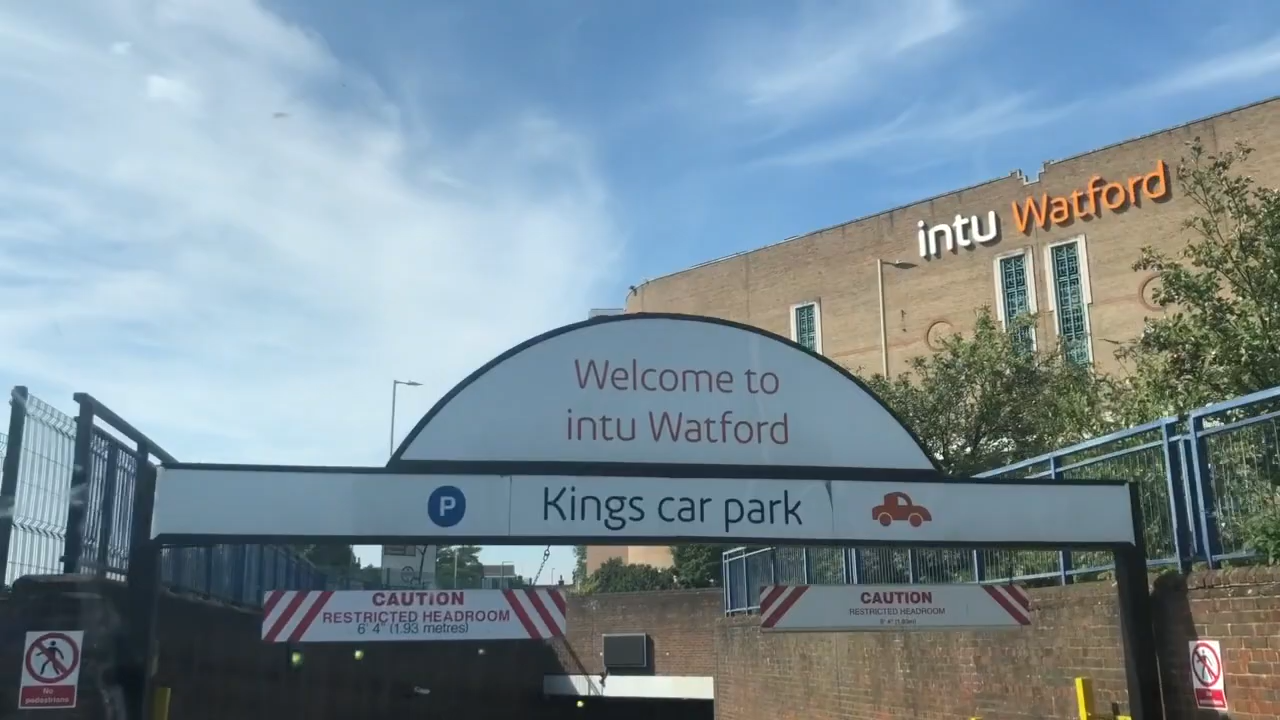 intu Watford
Welcome to
intu Watford
P Kings car park
CAUTION
RESTRICTED HEADROOM
6' 4" (1.93 metres)
CAUTION
RESTRICTED HEADROOM
No
pedestrians